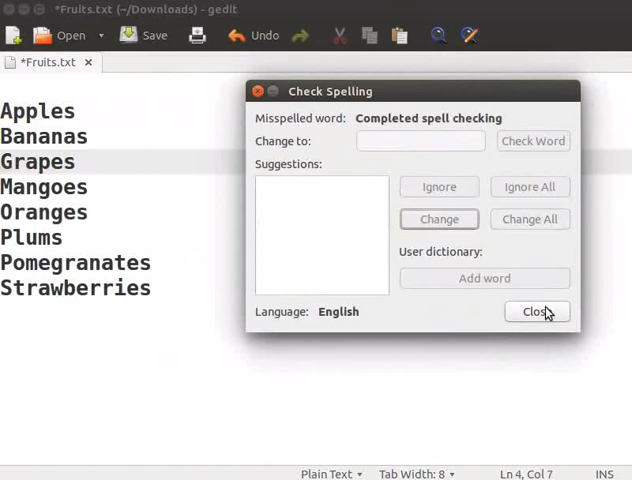 *Fruits.txt (~/Downloads) - gedit
Open Save Undo
*Fruits.txt
Apples
Bananas
Grapes
Mangoes
Oranges
Plums
Pomegranates
Strawberries
Check Spelling
Misspelled word: Completed spell checking
Change to: Check Word
Suggestions:
Ignore Ignore All
Change Change All
User dictionary:
Add word
Language: English
Close
Plain Text Tab Width: 8 Ln 4, Col 7 INS